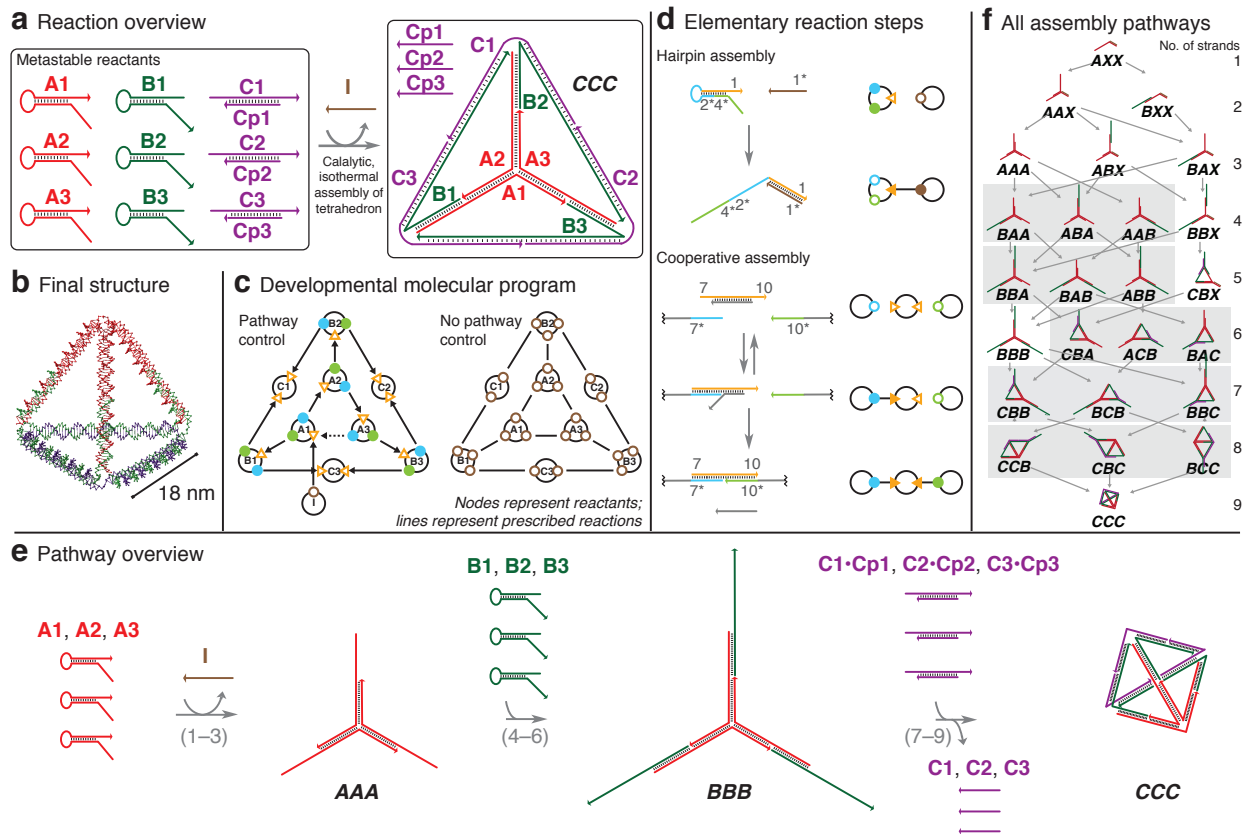 a Reaction overview
Metastable reactants
A1
B1
C1
Cp1
A2
B2
C2
Cp2
A3
B3
C3
Cp3
I
Calalytic,
isothermal
assembly of
tetrahedron
Cp1
Cp2
Cp3
C1
CCC
B2
A2
A3
C3
C2
B1
A1
B3
b Final structure
18 nm
c Developmental molecular program
Pathway
control
No pathway
control
B2
C1
A2
C2
A1
A3
B1
B3
C3
I
B2
C1
A2
C2
A1
A3
B1
B3
C3
Nodes represent reactants;
lines represent prescribed reactions
d Elementary reaction steps
Hairpin assembly
1
1*
2*4*
1
4*2*
1*
Cooperative assembly
7
10
7*
10*
7
10
7*
10*
f All assembly pathways
No. of strands
AXX
1
AAX
BXX
2
AAA
ABX
BAX
3
BAA
ABA
AAB
BBX
4
BBA
BAB
ABB
CBX
5
BBB
CBA
ACB
BAC
6
CBB
BCB
BBC
7
CCB
CBC
BCC
8
CCC
9
e Pathway overview
A1, A2, A3
I
(1–3)
AAA
B1, B2, B3
(4–6)
BBB
C1•Cp1, C2•Cp2, C3•Cp3
(7–9)
C1, C2, C3
CCC